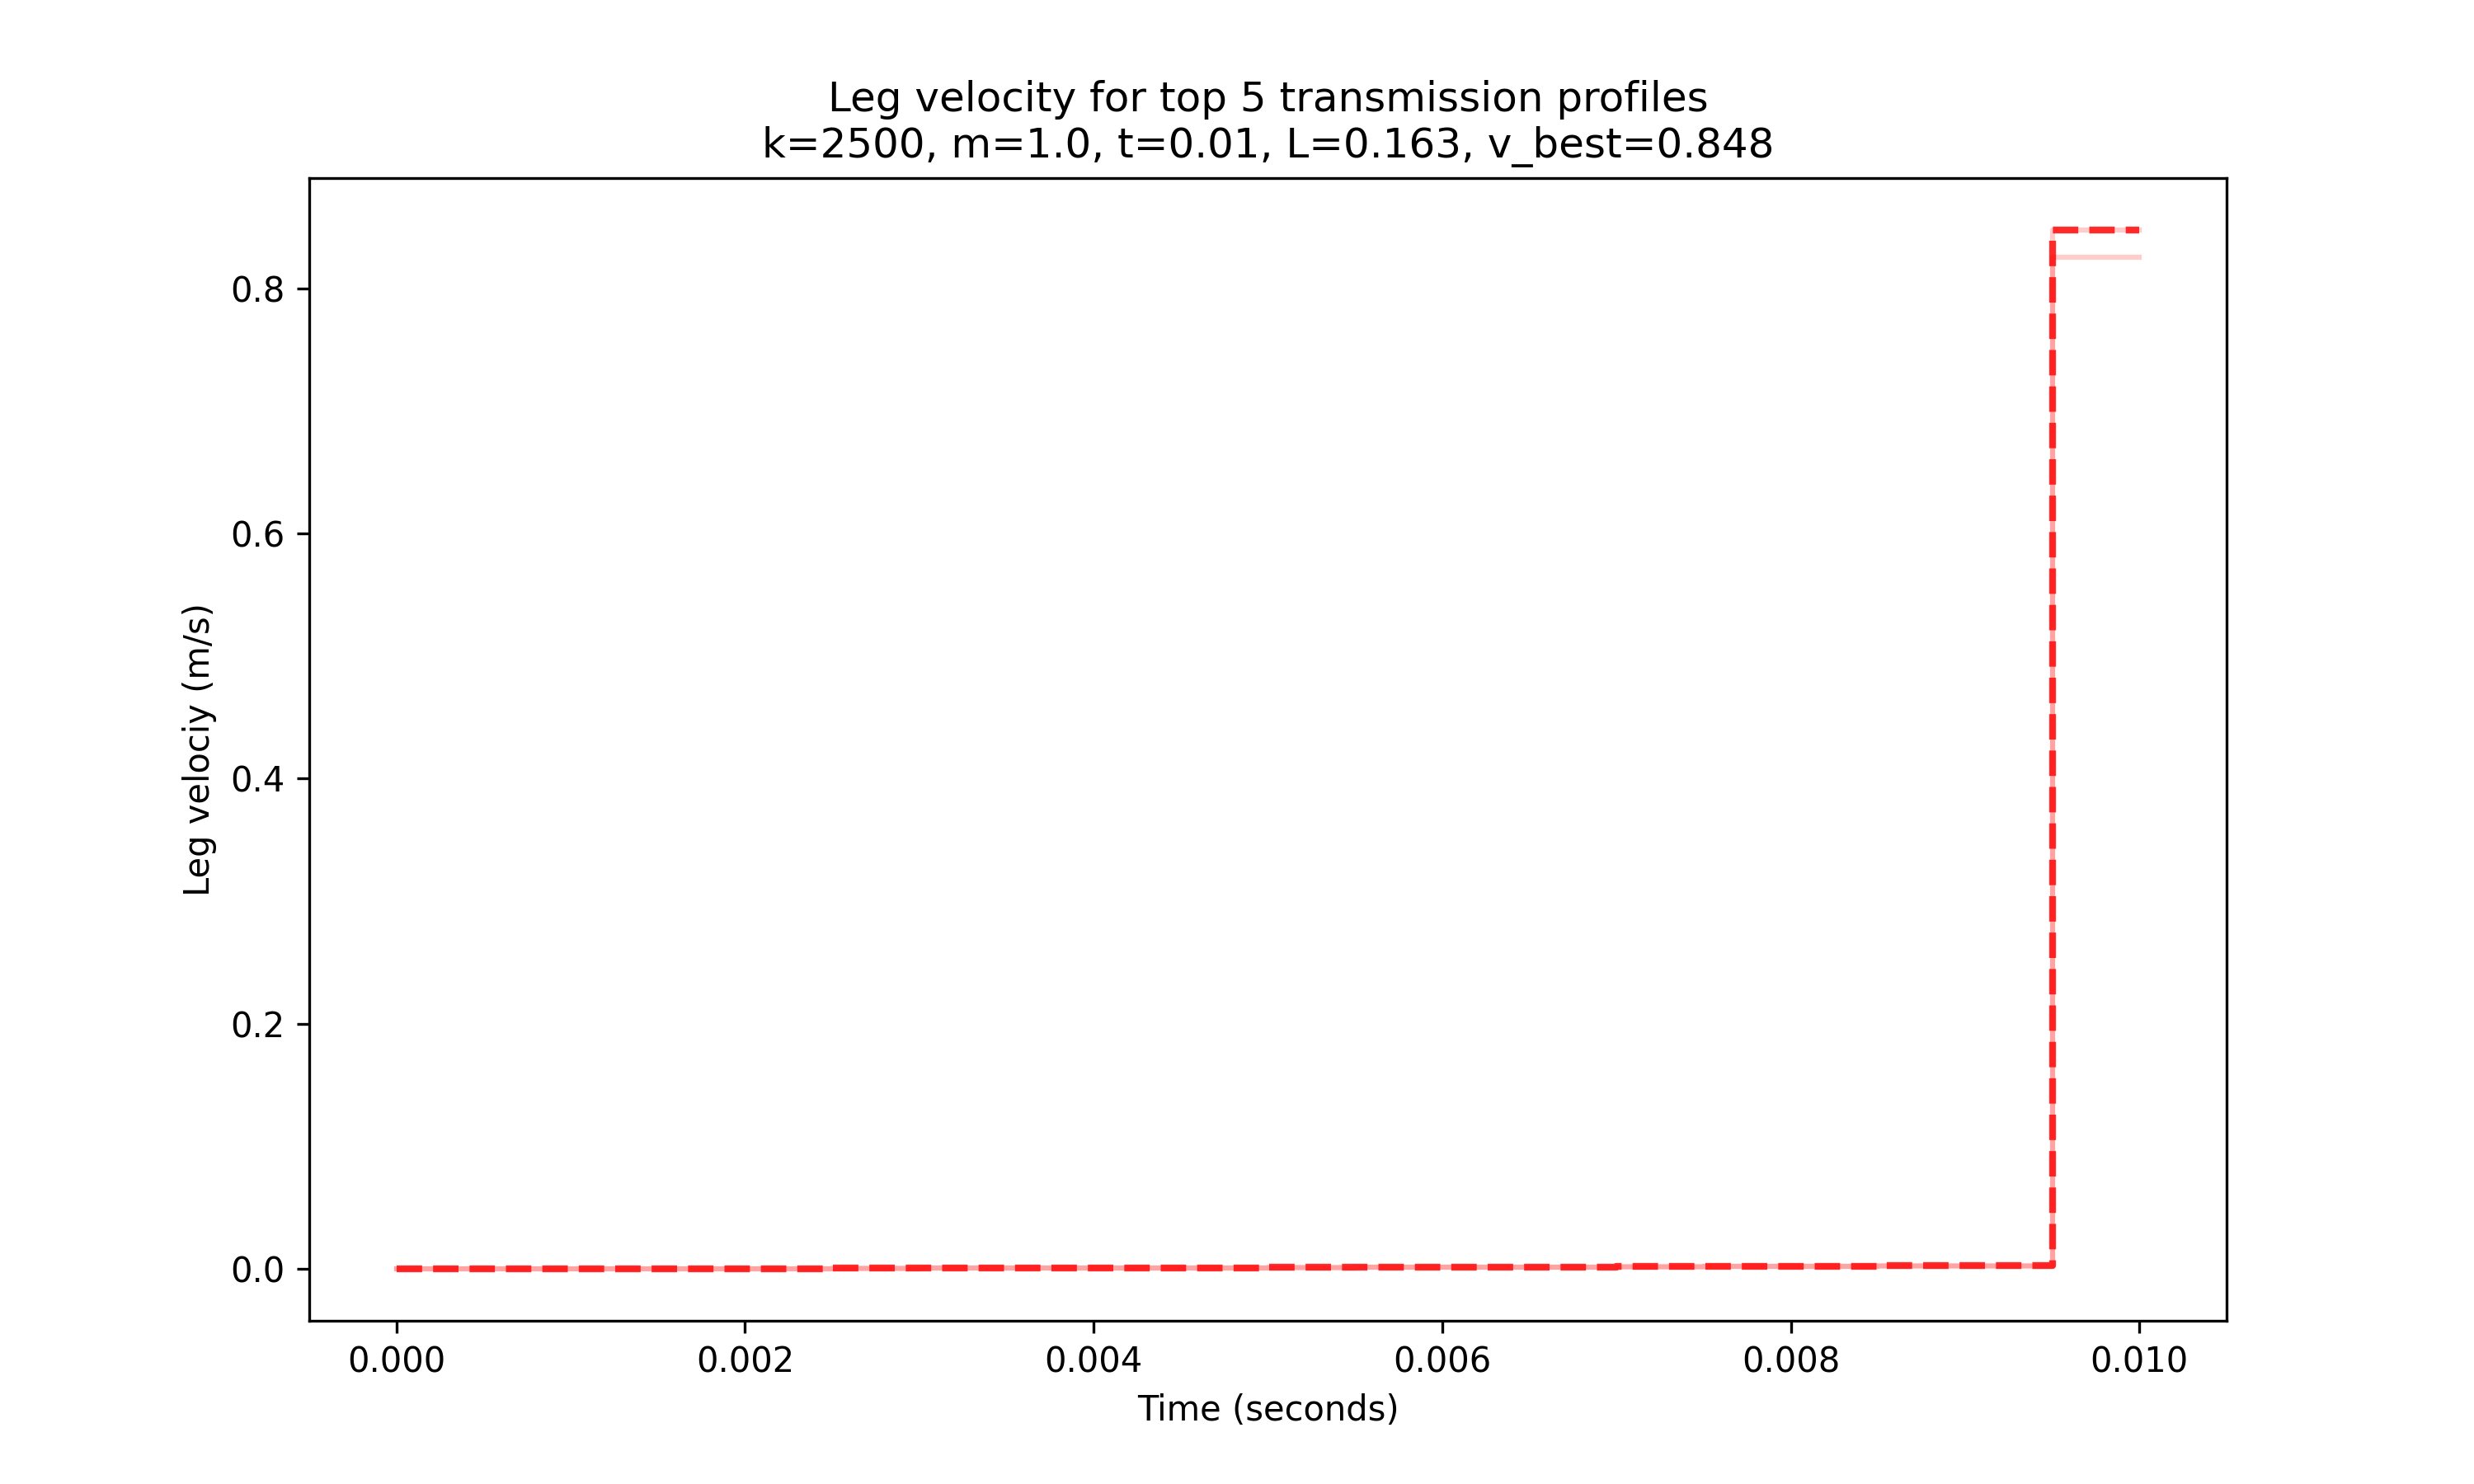 Leg velocity for top 5 transmission profiles
k=2500, m=1.0, t=0.01, L=0.163, v_best=0.848
Leg velociy (m/s)
0.8
0.6
0.4
0.2
0.0
0.000 0.002 0.004 0.006 0.008 0.010
Time (seconds)